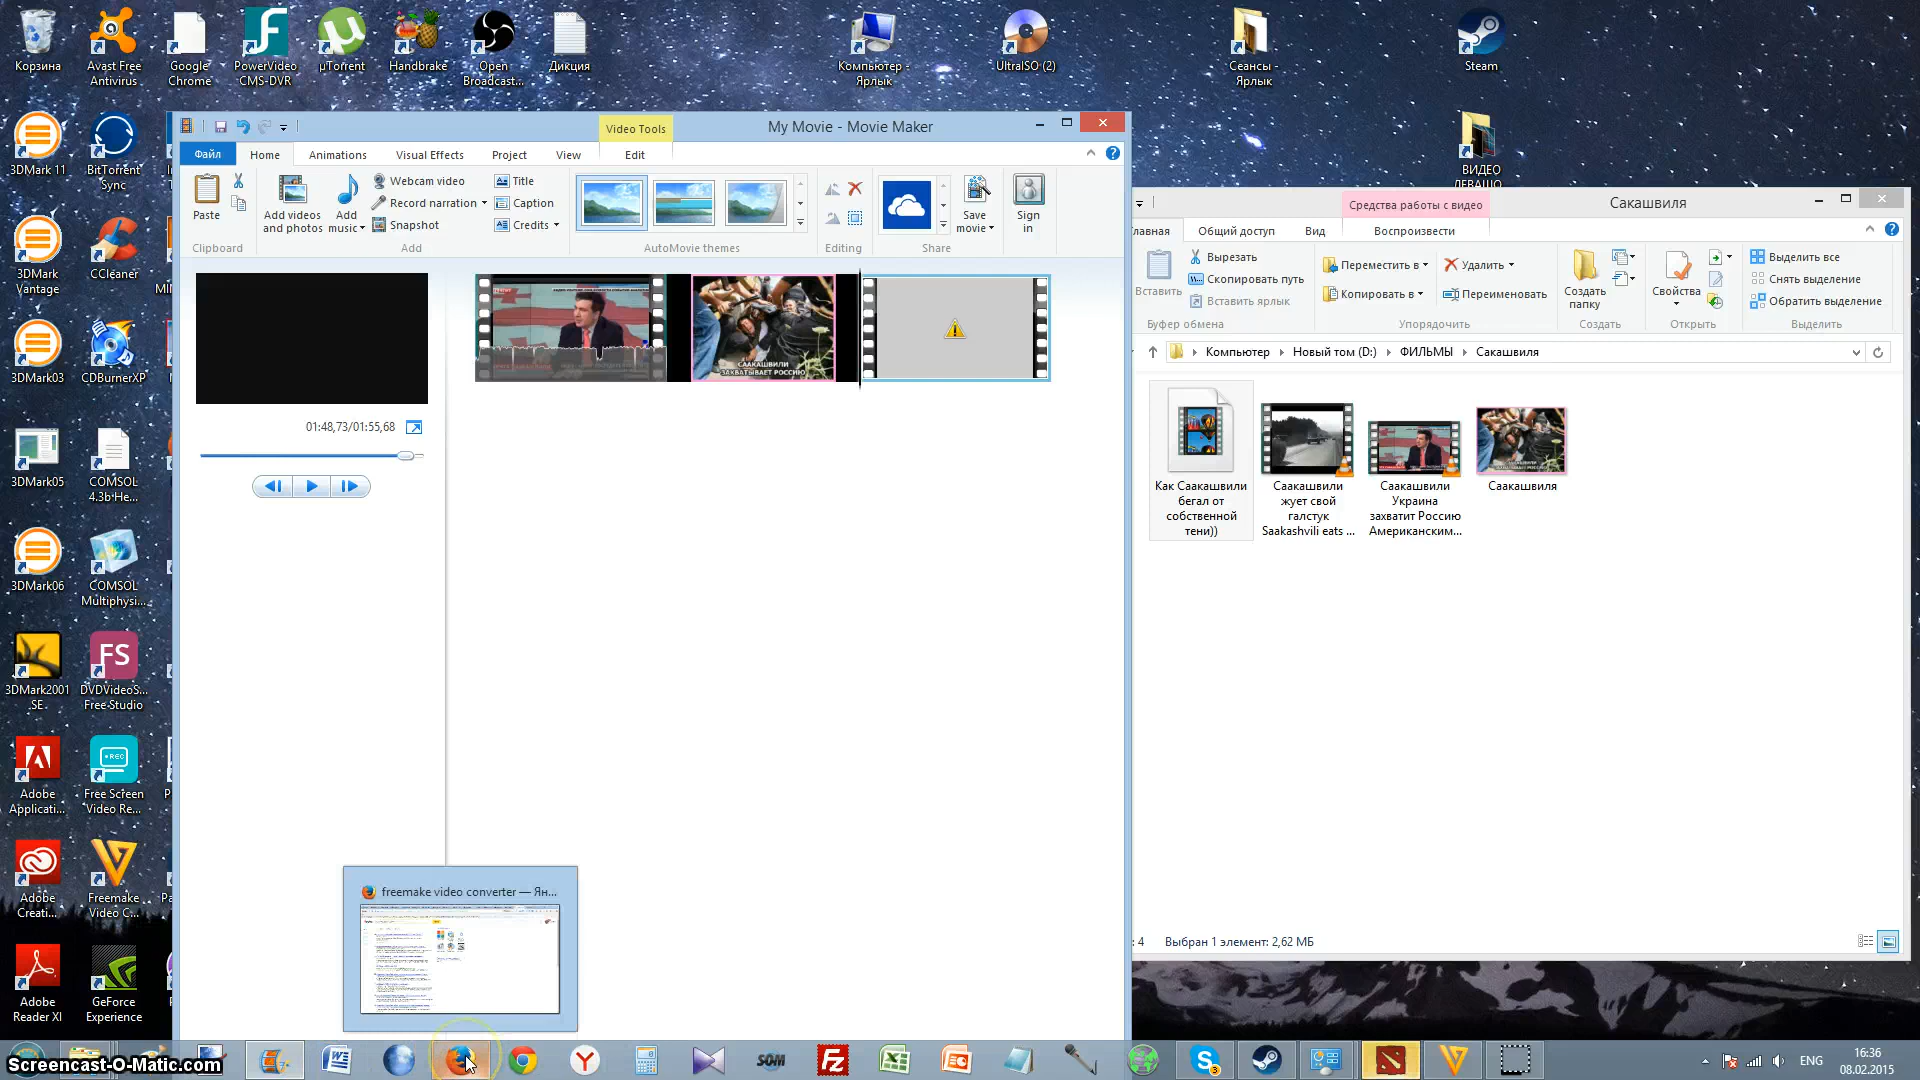 Корзина
Avast Free
Antivirus
Google
Chrome
PowerVideo
CMS-DVR
µTorrent
Handbrake
Open
Broadcast...
Дикция
Компьютер -
Ярлык
UltraISO (2)
Сеансы -
Ярлык
Steam
3DMark 11
BitTorrent
Sync
ВИДЕО
ЛЕВАШО...
3DMark
Vantage
CCleaner
3DMark03
CDBurnerXP
3DMark05
COMSOL
4.3b He...
3DMark06
COMSOL
Multiphysi...
3DMark2001
SE
DVDVideoS...
Free Studio
Adobe
Applicati...
Free Screen
Video Re...
Adobe
Creati...
Freemake
Video C...
Adobe
Reader XI
GeForce
Experience
Video Tools
My Movie - Movie Maker
Файл
Home
Animations
Visual Effects
Project
View
Edit
Paste
Clipboard
Add videos
and photos
Add
music
Webcam video
Record narration
Snapshot
Title
Caption
Credits
Add
AutoMovie themes
Editing
Save
movie
Share
Sign
in
СААКАШВИЛИ
ЗАХВАТЫВАЕТ РОССИЮ
01:48,73/01:55,68
Средства работы с видео
Сакашвиля
лавная
Общий доступ
Вид
Воспроизвести
Вставить
Вырезать
Скопировать путь
Вставить ярлык
Буфер обмена
Переместить в
Копировать в
Удалить
Переименовать
Упорядочить
Создать
папку
Создать
Свойства
Открыть
Выделить все
Снять выделение
Обратить выделение
Выделить
Компьютер
Новый том (D:)
ФИЛЬМЫ
Сакашвиля
Как Саакашвили
бегал от
собственной
тени))
Саакашвили
жует свой
галстук
Saakashvili eats ...
Саакашвили
Украина
захватит Россию
Американским...
Саакашвиля
: 4
Выбран 1 элемент: 2,62 МБ
freemake video converter — Ян...
Screencast-O-Matic.com
SOM
ENG
16:36
08.02.2015